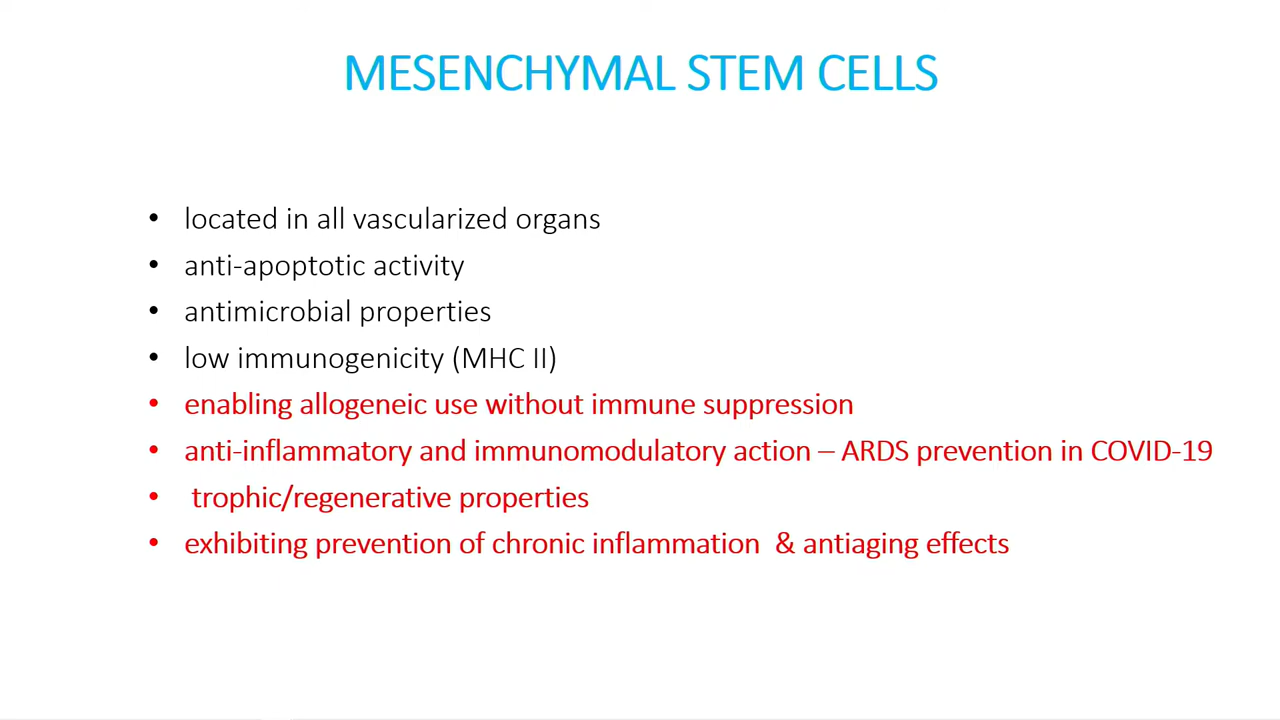 MESENCHYMAL STEM CELLS
• located in all vascularized organs
• anti-apoptotic activity
• antimicrobial properties
• low immunogenicity (MHC II)
• enabling allogeneic use without immune suppression
• anti-inflammatory and immunomodulatory action – ARDS prevention in COVID-19
• trophic/regenerative properties
• exhibiting prevention of chronic inflammation & antiaging effects